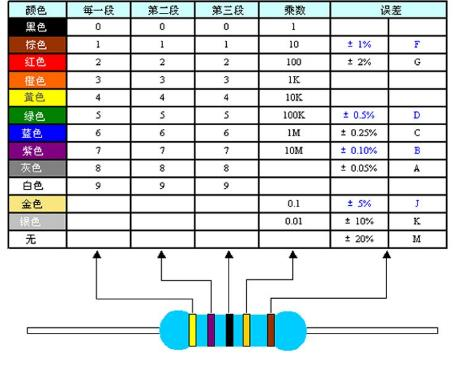 颜色 每一段 第二段 第三段 乘数 误差
黑色 0 0 0 1
棕色 1 1 1 10 ± 1% F
红色 2 2 2 100 ± 2% G
橙色 3 3 3 1K
黄色 4 4 4 10K
绿色 5 5 5 100K ± 0.5% D
蓝色 6 6 6 1M ± 0.25% C
紫色 7 7 7 10M ± 0.10% B
灰色 8 8 8 ± 0.05% A
白色 9 9 9
金色 0.1 ± 5% J
银色 0.01 ± 10% K
无 ± 20% M